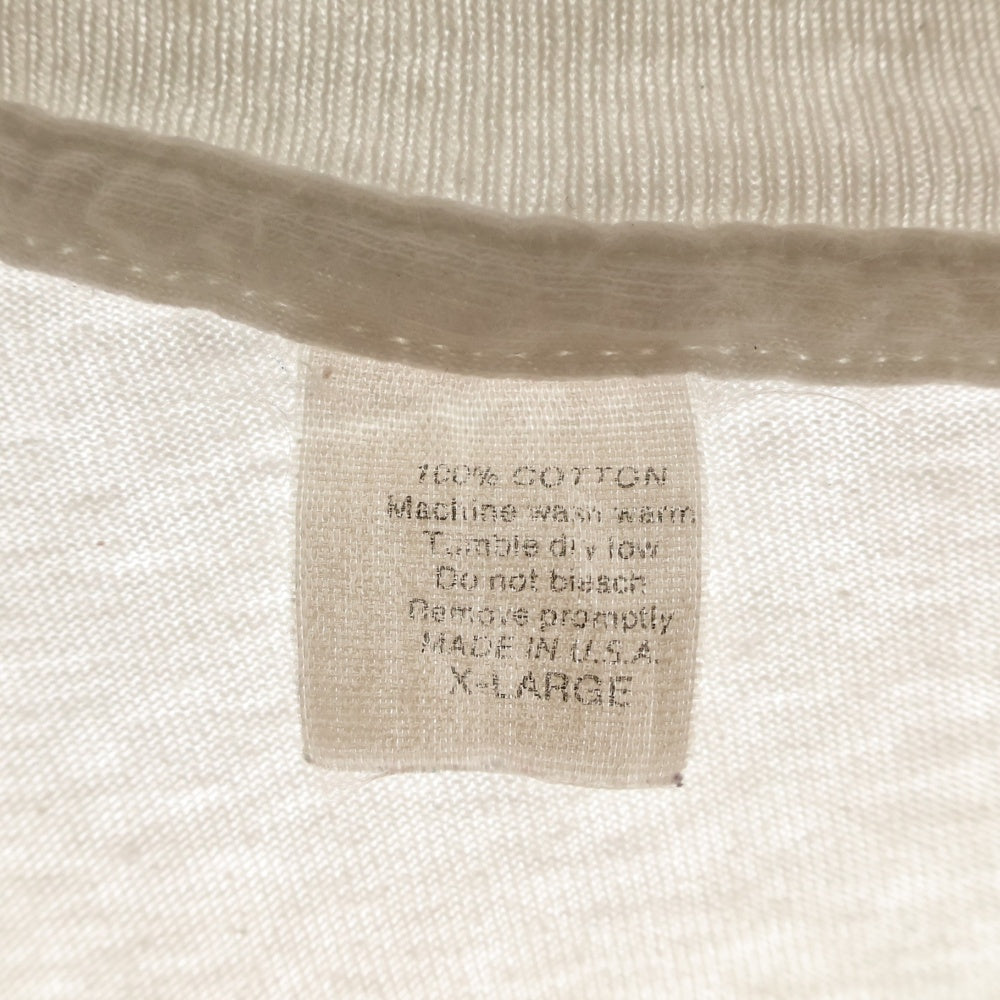 100% COTTON
Machine wash warm
Tumble dry low
Do not bleach
Remove promptly
MADE IN U.S.A.
X-LARGE